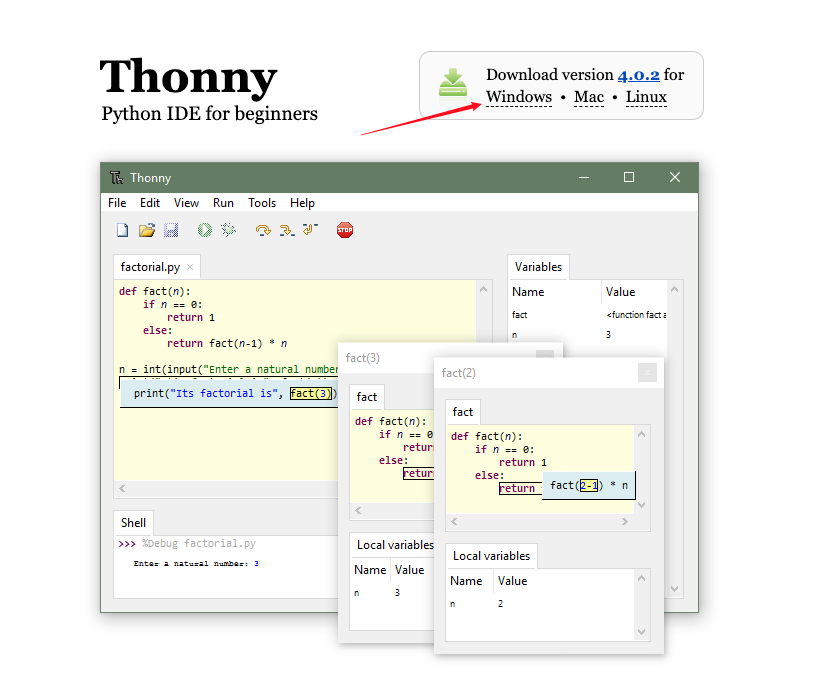 Thonny
Python IDE for beginners
Download version 4.0.2 for
Windows • Mac • Linux
Thonny
File Edit View Run Tools Help
STOP
factorial.py
def fact(n):
    if n == 0:
        return 1
    else:
        return fact(n-1) * n
n = int(input("Enter a natural number
print("Its factorial is", fact(3))
Shell
>>> %Debug factorial.py
Enter a natural number: 3
Variables
Name Value
fact <function fact a
n 3
fact(3)
fact
def fact(n):
    if n == 0
        retur
    else:
        retur
Local variables
Name Value
n 3
fact(2)
fact
def fact(n):
    if n == 0:
        return 1
    else:
        return
fact(2-1) * n
Local variables
Name Value
n 2